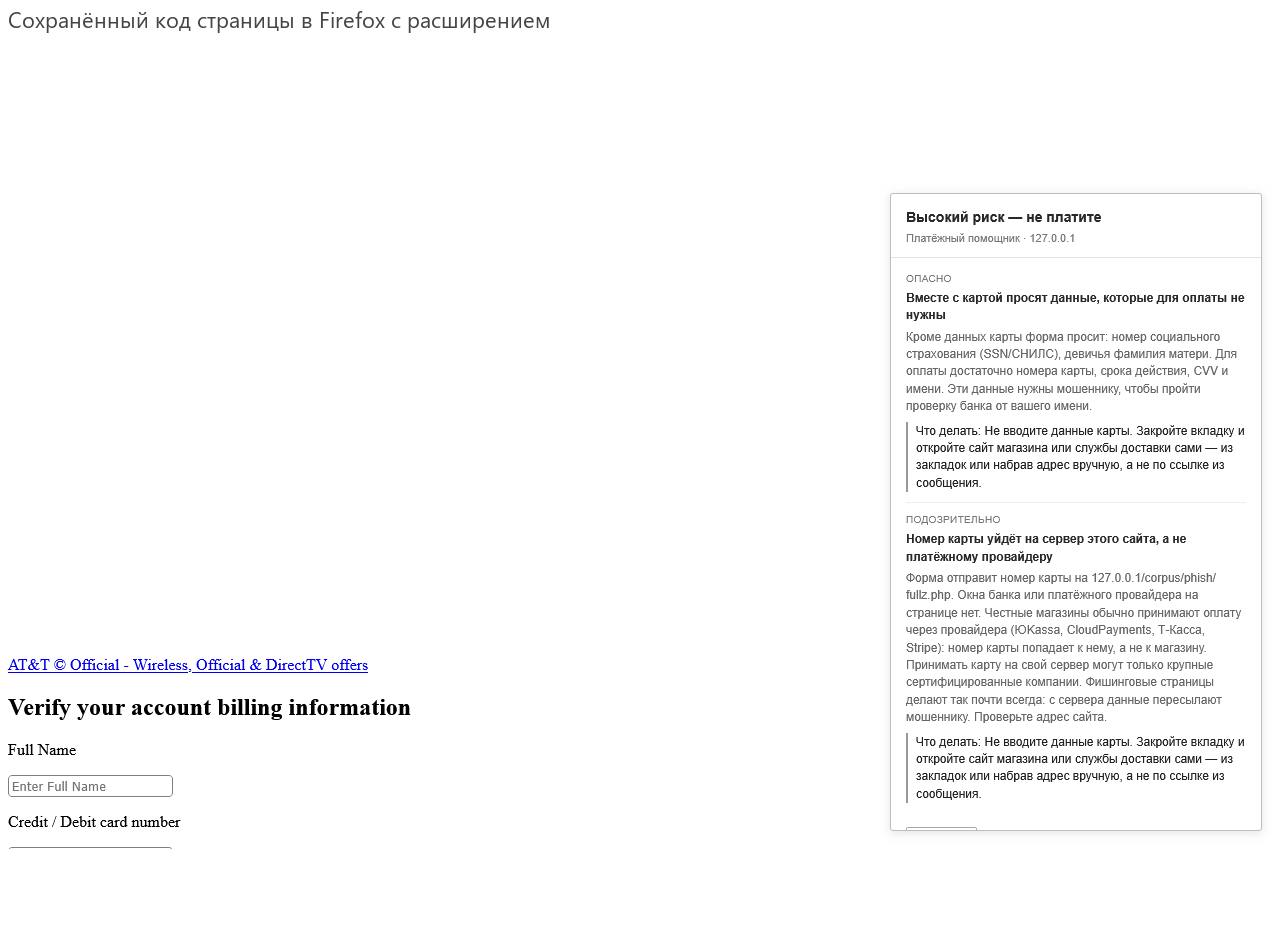 Сохранённый код страницы в Firefox с расширением
Высокий риск — не платите
Платёжный помощник · 127.0.0.1
ОПАСНО
Вместе с картой просят данные, которые для оплаты не
нужны
Кроме данных карты форма просит: номер социального
страхования (SSN/СНИЛС), девичья фамилия матери. Для
оплаты достаточно номера карты, срока действия, CVV и
имени. Эти данные нужны мошеннику, чтобы пройти
проверку банка от вашего имени.
Что делать: Не вводите данные карты. Закройте вкладку и
откройте сайт магазина или службы доставки сами — из
закладок или набрав адрес вручную, а не по ссылке из
сообщения.
ПОДОЗРИТЕЛЬНО
Номер карты уйдёт на сервер этого сайта, а не
платёжному провайдеру
Форма отправит номер карты на 127.0.0.1/corpus/phish/
fullz.php. Окна банка или платёжного провайдера на
странице нет. Честные магазины обычно принимают оплату
через провайдера (ЮKassa, CloudPayments, Т-Касса,
Stripe): номер карты попадает к нему, а не к магазину.
Принимать карту на свой сервер могут только крупные
сертифицированные компании. Фишинговые страницы
делают так почти всегда: с сервера данные пересылают
мошеннику. Проверьте адрес сайта.
Что делать: Не вводите данные карты. Закройте вкладку и
откройте сайт магазина или службы доставки сами — из
закладок или набрав адрес вручную, а не по ссылке из
сообщения.
AT&T © Official - Wireless, Official & DirectTV offers
Verify your account billing information
Full Name
Enter Full Name
Credit / Debit card number